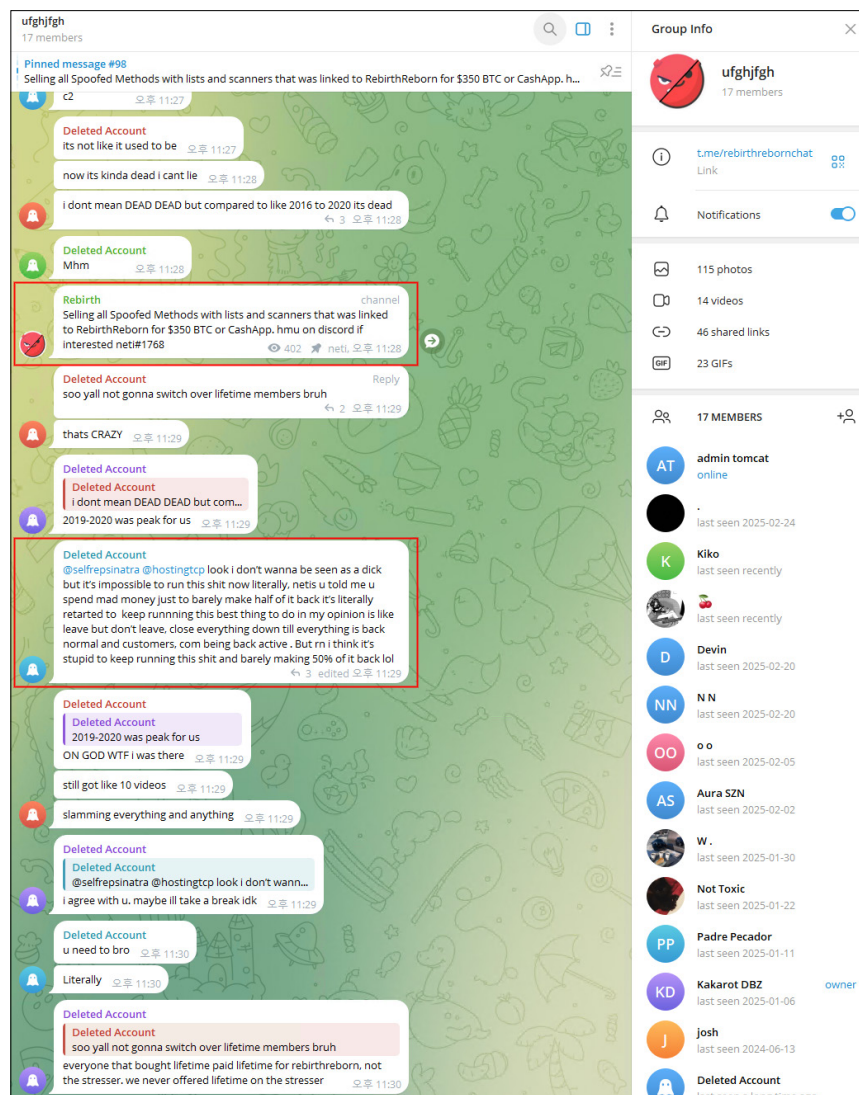 ufghjfgh
17 members
Pinned message #98
Selling all Spoofed Methods with lists and scanners that was linked to RebirthReborn for $350 BTC or CashApp. h...
c2 오후 11:27
Deleted Account
its not like it used to be 오후 11:27
now its kinda dead i cant lie 오후 11:28
i dont mean DEAD DEAD but compared to like 2016 to 2020 its dead
3 오후 11:28
Deleted Account
Mhm 오후 11:28
Rebirth channel
Selling all Spoofed Methods with lists and scanners that was linked
to RebirthReborn for $350 BTC or CashApp. hmu on discord if
interested neti#1768 402 neti, 오후 11:28
Deleted Account Reply
soo yall not gonna switch over lifetime members bruh
2 오후 11:29
thats CRAZY 오후 11:29
Deleted Account
Deleted Account
i dont mean DEAD DEAD but com...
2019-2020 was peak for us 오후 11:29
Deleted Account
@selfrepsinatra @hostingtcp look i don't wanna be seen as a dick
but it's impossible to run this shit now literally, netis u told me u
spend mad money just to barely make half of it back it's literally
retarted to keep runnning this best thing to do in my opinion is like
leave but don't leave, close everything down till everything is back
normal and customers, com being back active . But rn i think it's
stupid to keep running this shit and barely making 50% of it back lol
3 edited 오후 11:29
Deleted Account
Deleted Account
2019-2020 was peak for us
ON GOD WTF i was there 오후 11:29
still got like 10 videos 오후 11:29
slamming everything and anything 오후 11:29
Deleted Account
Deleted Account
@selfrepsinatra @hostingtcp look i don't wann...
i agree with u. maybe ill take a break idk 오후 11:29
Deleted Account
u need to bro 오후 11:30
Literally 오후 11:30
Deleted Account
Deleted Account
soo yall not gonna switch over lifetime members bruh
everyone that bought lifetime paid lifetime for rebirthreborn, not
the stresser. we never offered lifetime on the stresser 오후 11:30
Group Info
ufghjfgh
17 members
t.me/rebirthrebornchat
Link
Notifications
115 photos
14 videos
46 shared links
GIF 23 GIFs
17 MEMBERS
AT admin tomcat
online
.
last seen 2025-02-24
K Kiko
last seen recently
🍒
last seen recently
D Devin
last seen 2025-02-20
NN N N
last seen 2025-02-20
OO o o
last seen 2025-02-05
AS Aura SZN
last seen 2025-02-02
W .
last seen 2025-01-30
Not Toxic
last seen 2025-01-22
PP Padre Pecador
last seen 2025-01-11
KD Kakarot DBZ owner
last seen 2025-01-06
J josh
last seen 2024-06-13
Deleted Account